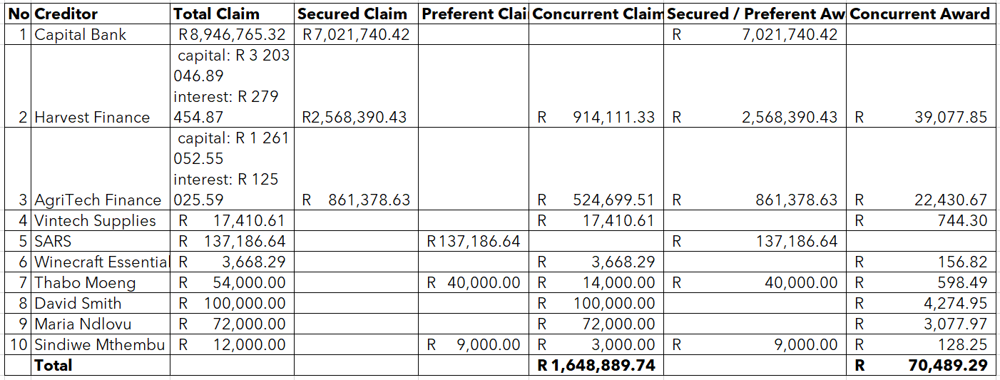 No Creditor Total Claim Secured Claim Preferent Clai Concurrent Claim Secured / Preferent Aw Concurrent Award
1 Capital Bank R8,946,765.32 R7,021,740.42 R 7,021,740.42
capital: R 3 203
046.89
interest: R 279
2 Harvest Finance 454.87 R2,568,390.43 R 914,111.33 R 2,568,390.43 R 39,077.85
capital: R 1 261
052.55
interest: R 125
3 AgriTech Finance 025.59 R 861,378.63 R 524,699.51 R 861,378.63 R 22,430.67
4 Vintech Supplies R 17,410.61 R 17,410.61 R 744.30
5 SARS R 137,186.64 R137,186.64 R 137,186.64
6 Winecraft Essential R 3,668.29 R 3,668.29 R 156.82
7 Thabo Moeng R 54,000.00 R 40,000.00 R 14,000.00 R 40,000.00 R 598.49
8 David Smith R 100,000.00 R 100,000.00 R 4,274.95
9 Maria Ndlovu R 72,000.00 R 72,000.00 R 3,077.97
10 Sindiwe Mthembu R 12,000.00 R 9,000.00 R 3,000.00 R 9,000.00 R 128.25
Total R 1,648,889.74 R 70,489.29